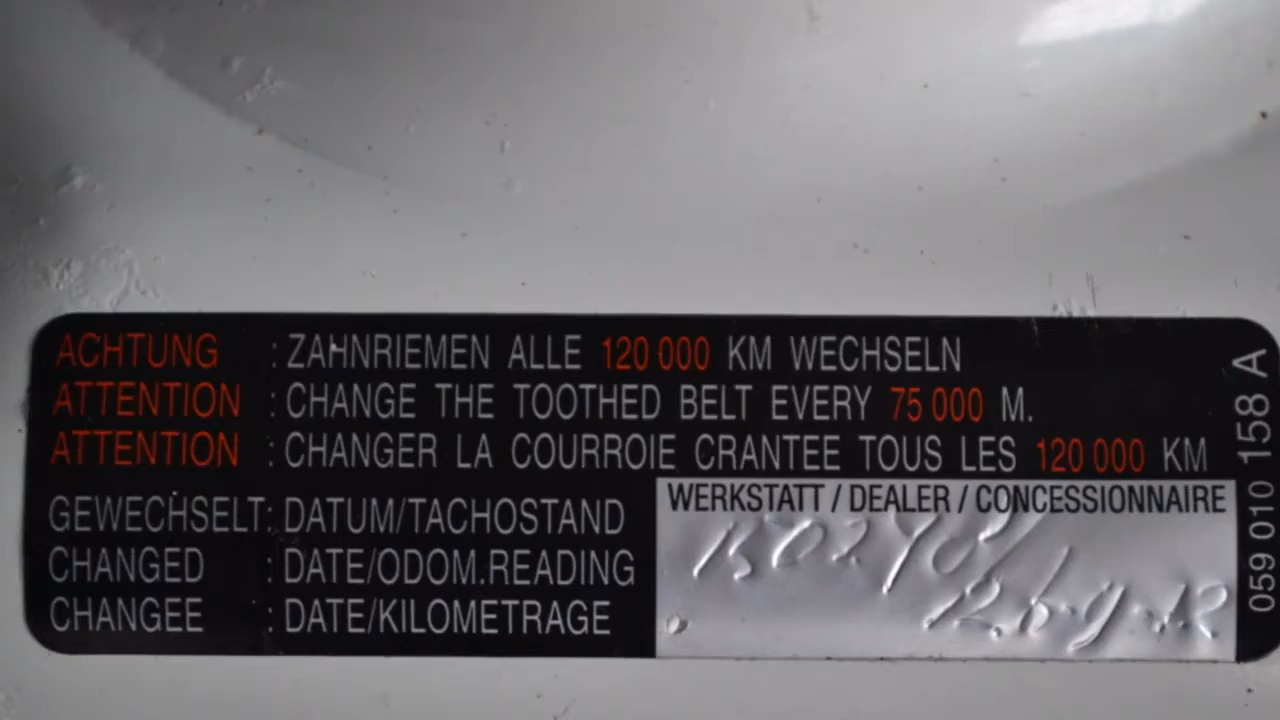 ACHTUNG : ZAHNRIEMEN ALLE 120 000 KM WECHSELN
ATTENTION : CHANGE THE TOOTHED BELT EVERY 75 000 M.
ATTENTION : CHANGER LA COURROIE CRANTEE TOUS LES 120 000 KM
GEWECHSELT: DATUM/TACHOSTAND
CHANGED : DATE/ODOM.READING
CHANGEE : DATE/KILOMETRAGE
WERKSTATT / DEALER / CONCESSIONNAIRE
059 010 158 A